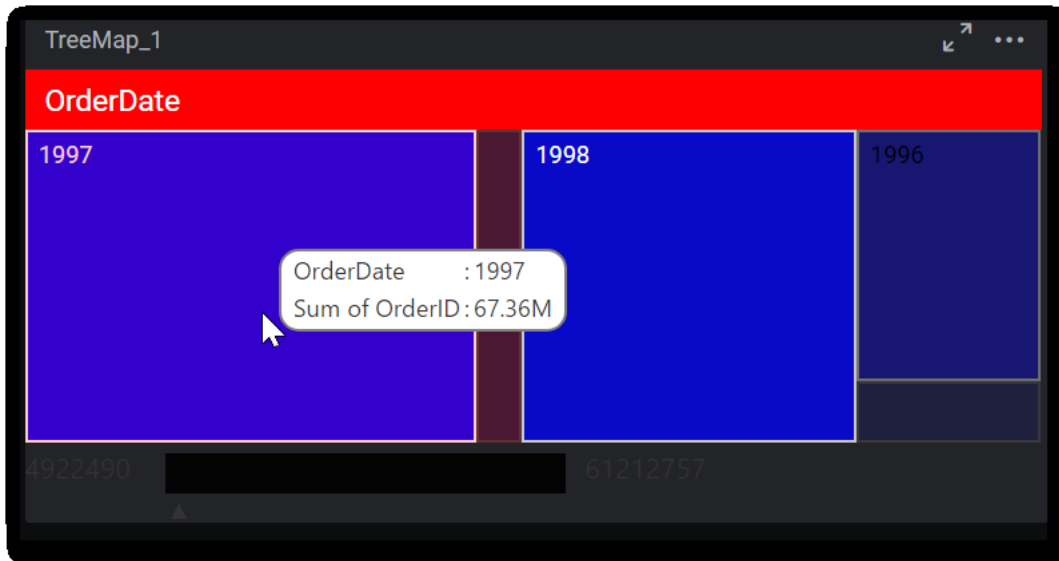 TreeMap_1
OrderDate
1997
1998
1996
OrderDate : 1997
Sum of OrderID : 67.36M
4922490
61212757